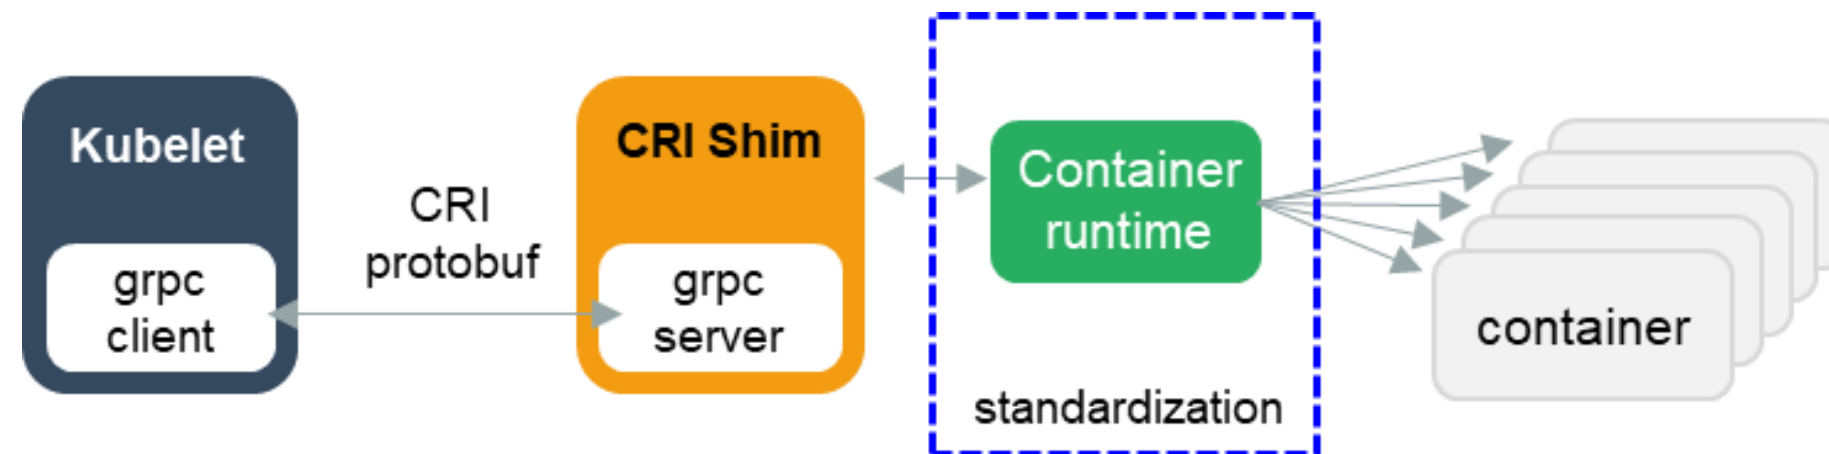 Kubelet
grpc
client
CRI
protobuf
CRI Shim
grpc
server
Container
runtime
standardization
container